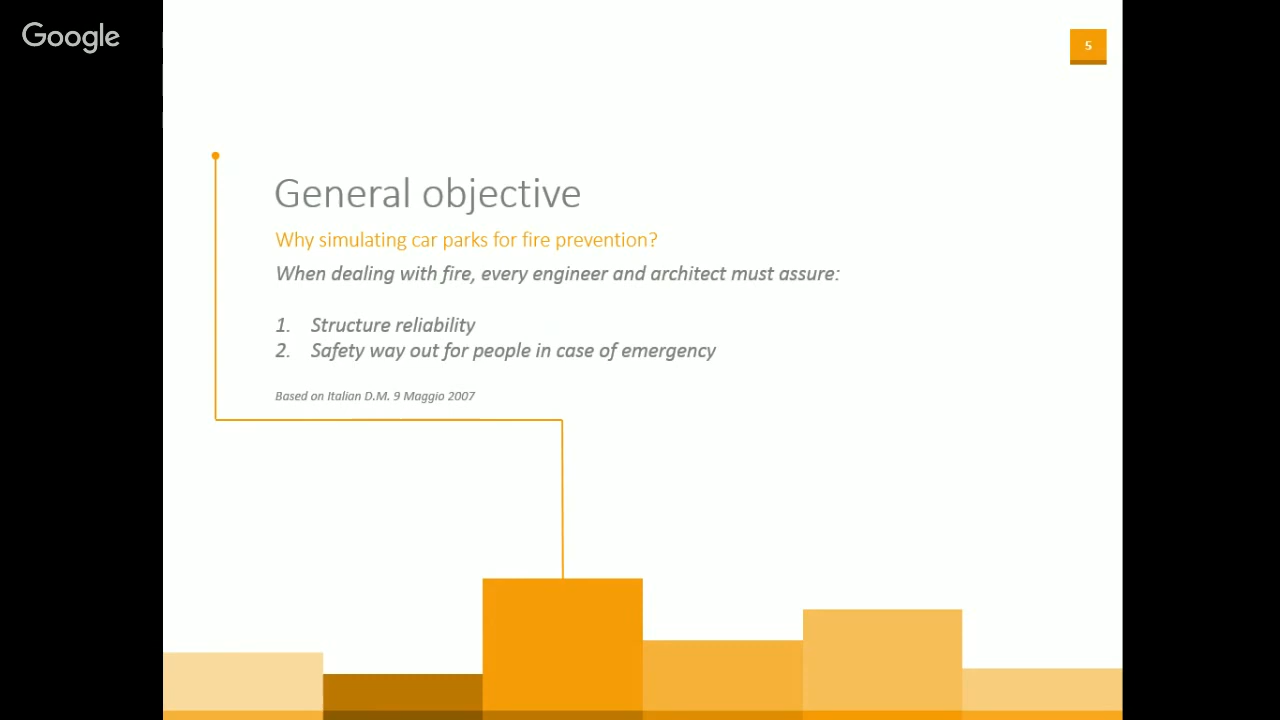 Google
5
General objective
Why simulating car parks for fire prevention?
When dealing with fire, every engineer and architect must assure:
1. Structure reliability
2. Safety way out for people in case of emergency
Based on Italian D.M. 9 Maggio 2007